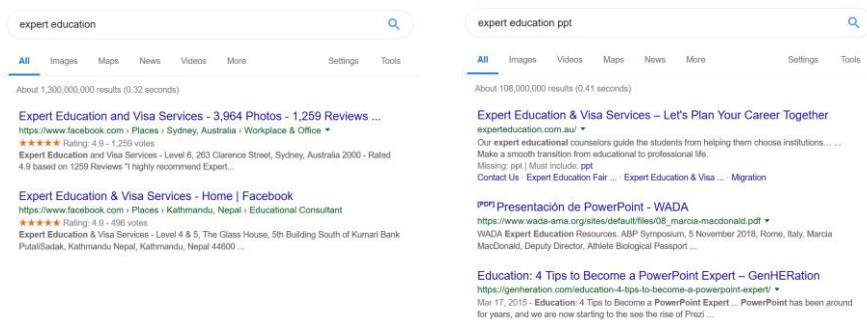 expert education
All Images Maps News Videos More Settings Tools
About 1,300,000,000 results (0.32 seconds)
Expert Education and Visa Services - 3,964 Photos - 1,259 Reviews ...
https://www.facebook.com › Places › Sydney, Australia › Workplace & Office ▼
★★★★★ Rating: 4.9 - 1,259 votes
Expert Education and Visa Services - Level 6, 263 Clarence Street, Sydney, Australia 2000 - Rated
4.9 based on 1259 Reviews "I highly recommend Expert...
Expert Education & Visa Services - Home | Facebook
https://www.facebook.com › Places › Kathmandu, Nepal › Educational Consultant
★★★★★ Rating: 4.9 - 496 votes
Expert Education & Visa Services - Level 4 & 5, The Glass House, 5th Building South of Kumari Bank
PutaliSadak, Kathmandu Nepal, Kathmandu, Nepal 44600 ...
expert education ppt
All Images Videos Maps News More Settings Tools
About 108,000,000 results (0.41 seconds)
Expert Education & Visa Services – Let's Plan Your Career Together
experteducation.com.au/ ▼
Our expert educational counselors guide the students from helping them choose institutions... ...
Make a smooth transition from educational to professional life.
Missing: ppt | Must include: ppt
Contact Us · Expert Education Fair ... · Expert Education & Visa ... · Migration
[PDF] Presentación de PowerPoint - WADA
https://www.wada-ama.org/sites/default/files/08_marcia-macdonald.pdf ▼
WADA Expert Education Resources. ABP Symposium, 5 November 2018, Rome, Italy. Marcia
MacDonald, Deputy Director, Athlete Biological Passport ...
Education: 4 Tips to Become a PowerPoint Expert – GenHERation
https://genheration.com/education-4-tips-to-become-a-powerpoint-expert/ ▼
Mar 17, 2015 - Education: 4 Tips to Become a PowerPoint Expert ... PowerPoint has been around
for years, and we are now starting to the see the rise of Prezi ...